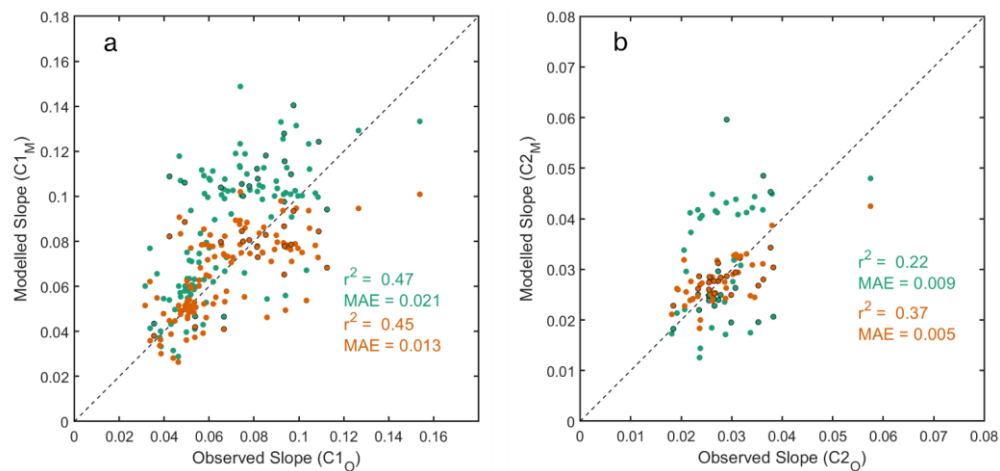 a
0.18
0.16
0.14
0.12
0.1
0.08
0.06
0.04
0.02
0
Modelled Slope (C1M)
r² = 0.47
MAE = 0.021
r² = 0.45
MAE = 0.013
0 0.02 0.04 0.06 0.08 0.1 0.12 0.14 0.16
Observed Slope (C1O)
b
0.08
0.07
0.06
0.05
0.04
0.03
0.02
0.01
0
Modelled Slope (C2M)
r² = 0.22
MAE = 0.009
r² = 0.37
MAE = 0.005
0 0.01 0.02 0.03 0.04 0.05 0.06 0.07 0.08
Observed Slope (C2O)